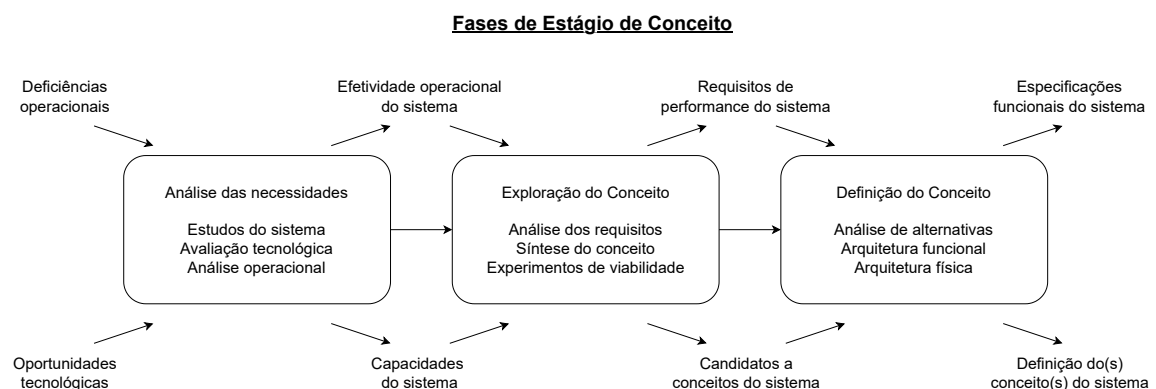 Fases de Estágio de Conceito
Deficiências
operacionais
Efetividade operacional
do sistema
Requisitos de
performance do sistema
Especificações
funcionais do sistema
Análise das necessidades
Estudos do sistema
Avaliação tecnológica
Análise operacional
Exploração do Conceito
Análise dos requisitos
Síntese do conceito
Experimentos de viabilidade
Definição do Conceito
Análise de alternativas
Arquitetura funcional
Arquitetura física
Oportunidades
tecnológicas
Capacidades
do sistema
Candidatos a
conceitos do sistema
Definição do(s)
conceito(s) do sistema